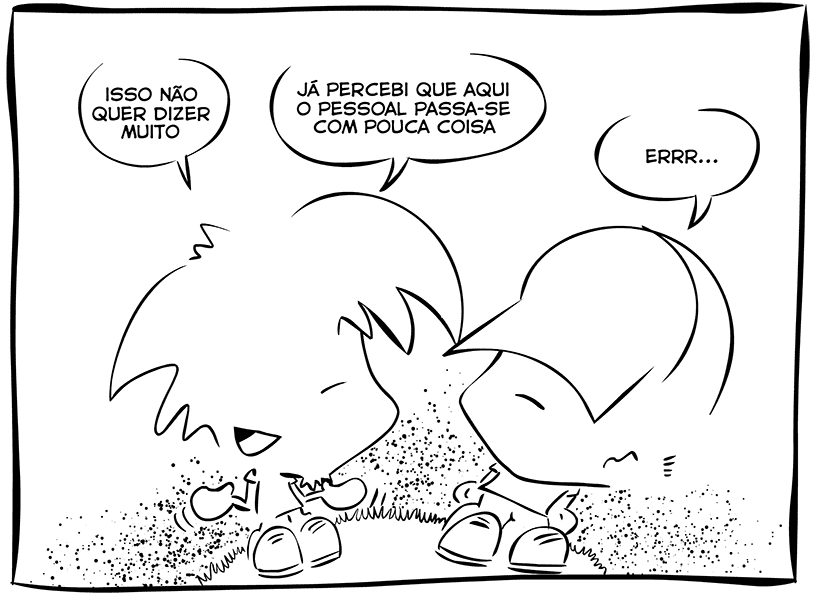 ISSO NÃO
QUER DIZER
MUITO
JÁ PERCEBI QUE AQUI
O PESSOAL PASSA-SE
COM POUCA COISA
ERRR...